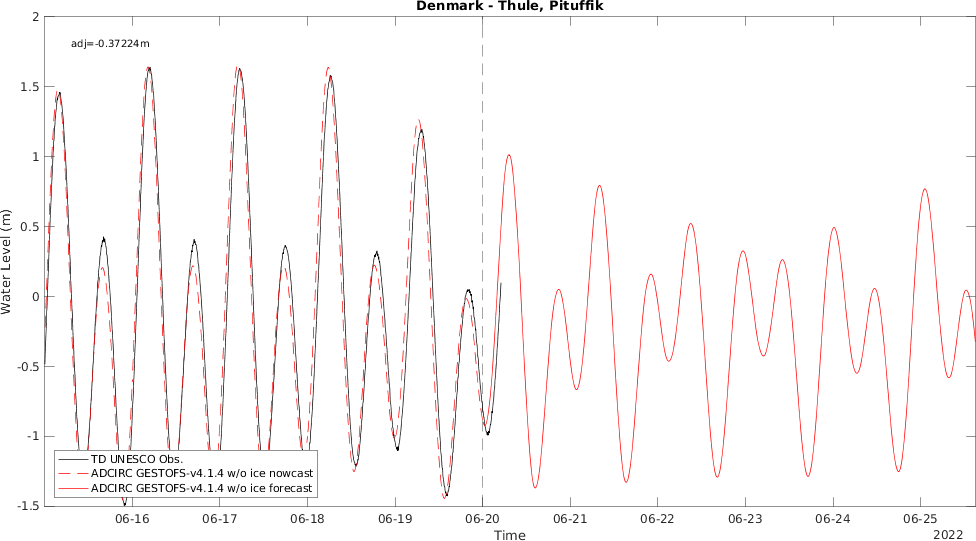 Denmark - Thule, Pituffik
adj=-0.37224m
2
1.5
1
0.5
0
-0.5
-1
-1.5
Water Level (m)
TD UNESCO Obs.
ADCIRC GESTOFS-v4.1.4 w/o ice nowcast
ADCIRC GESTOFS-v4.1.4 w/o ice forecast
06-16 06-17 06-18 06-19 06-20 06-21 06-22 06-23 06-24 06-25
Time
2022